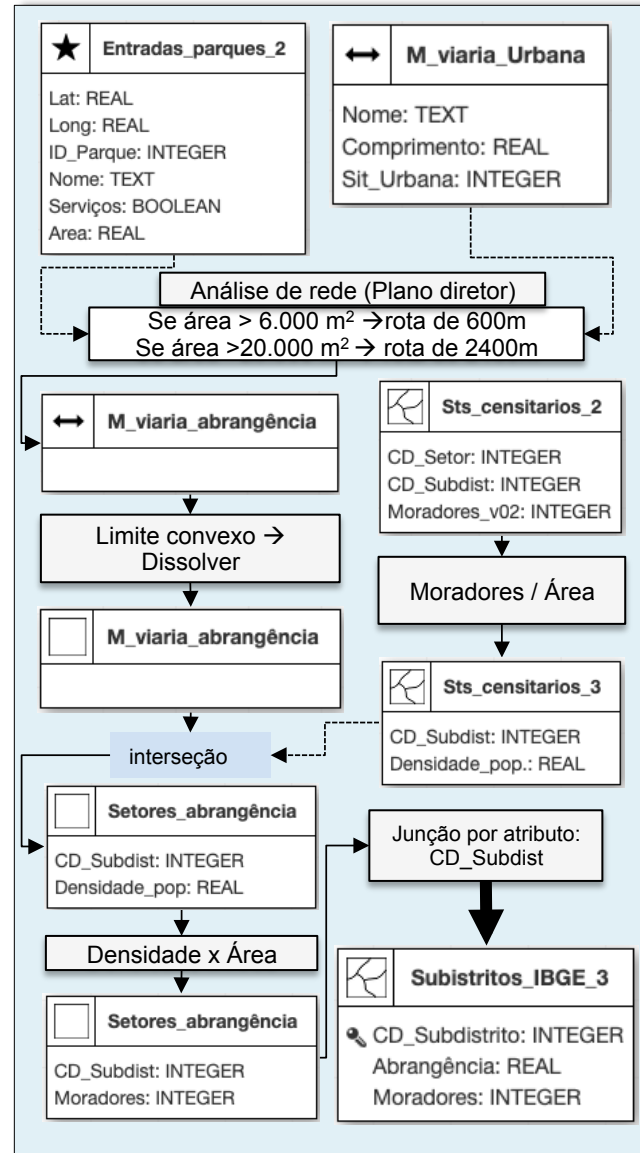 Entradas_parques_2
Lat: REAL
Long: REAL
ID_Parque: INTEGER
Nome: TEXT
Serviços: BOOLEAN
Area: REAL
M_viaria_Urbana
Nome: TEXT
Comprimento: REAL
Sit_Urbana: INTEGER
Análise de rede (Plano diretor)
Se área > 6.000 m² →rota de 600m
Se área >20.000 m² → rota de 2400m
M_viaria_abrangência
Limite convexo →
Dissolver
M_viaria_abrangência
Sts_censitarios_2
CD_Setor: INTEGER
CD_Subdist: INTEGER
Moradores_v02: INTEGER
Moradores / Área
Sts_censitarios_3
CD_Subdist: INTEGER
Densidade_pop.: REAL
interseção
Setores_abrangência
CD_Subdist: INTEGER
Densidade_pop: REAL
Densidade x Área
Setores_abrangência
CD_Subdist: INTEGER
Moradores: INTEGER
Junção por atributo:
CD_Subdist
Subistritos_IBGE_3
CD_Subdistrito: INTEGER
Abrangência: REAL
Moradores: INTEGER